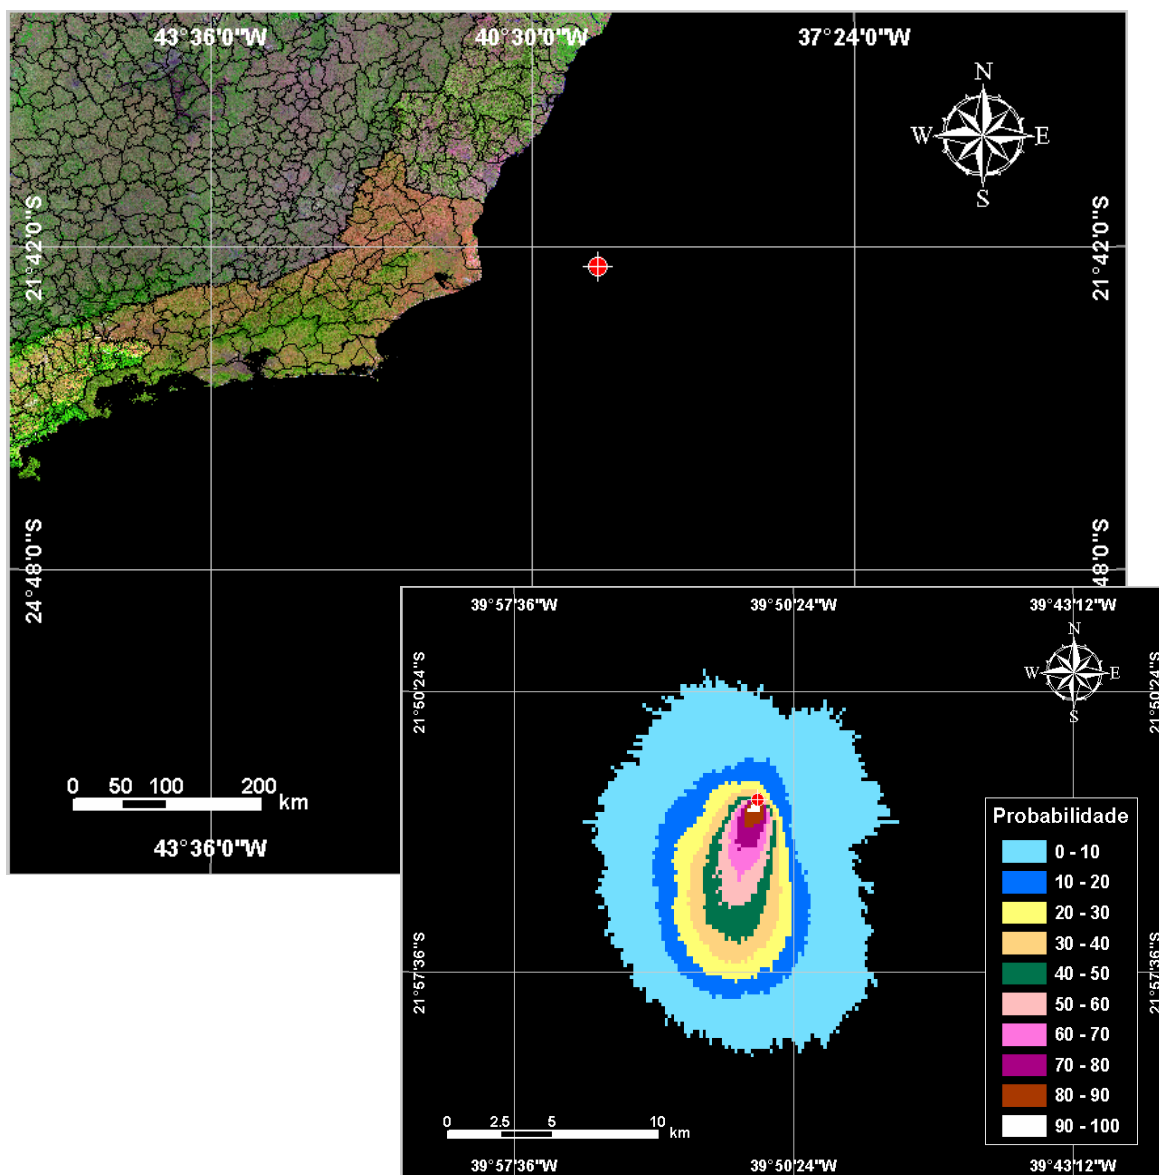 43°36'0"W
40°30'0"W
37°24'0"W
N
W
E
S
21°42'0"S
21°42'0"S
24°48'0"S
48'0"S
0 50 100 200
km
43°36'0"W
39°57'36"W
39°50'24"W
39°43'12"W
N
W
E
S
21°50'24"S
21°50'24"S
21°57'36"S
21°57'36"S
Probabilidade
0 - 10
10 - 20
20 - 30
30 - 40
40 - 50
50 - 60
60 - 70
70 - 80
80 - 90
90 - 100
0 2.5 5 10
km
39°57'36"W
39°50'24"W
39°43'12"W